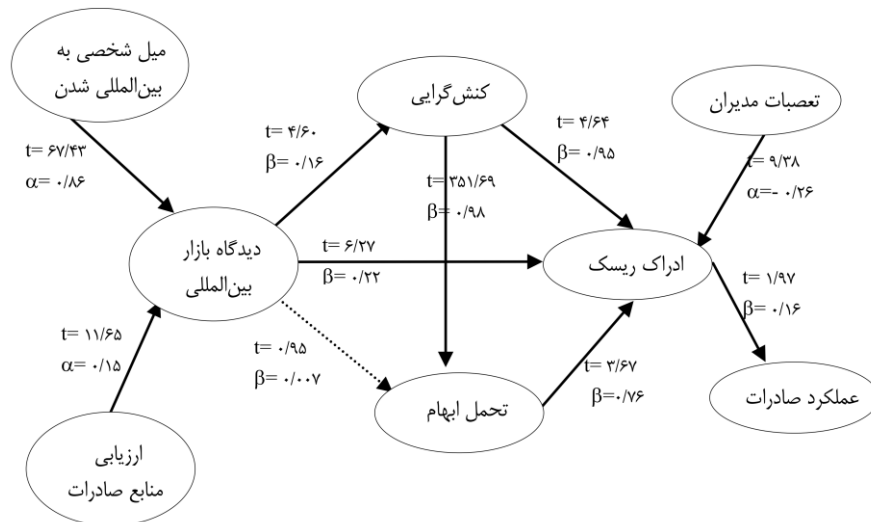 میل شخصی به
بین‌المللی شدن
کنش‌گرایی
تعصبات مدیران
t= ۶۷/۴۳
α= ۰/۸۶
t= ۴/۶۰
β= ۰/۱۶
t= ۳۵۱/۶۹
β= ۰/۹۸
t= ۴/۶۴
β= ۰/۹۵
t= ۹/۳۸
α=- ۰/۲۶
دیدگاه بازار
بین‌المللی
t= ۶/۲۷
β= ۰/۲۲
ادراک ریسک
t= ۱/۹۷
β= ۰/۱۶
t= ۱۱/۶۵
α= ۰/۱۵
t= ۰/۹۵
β= ۰/۰۰۷
تحمل ابهام
t= ۳/۶۷
β=۰/۷۶
عملکرد صادرات
ارزیابی
منابع صادرات